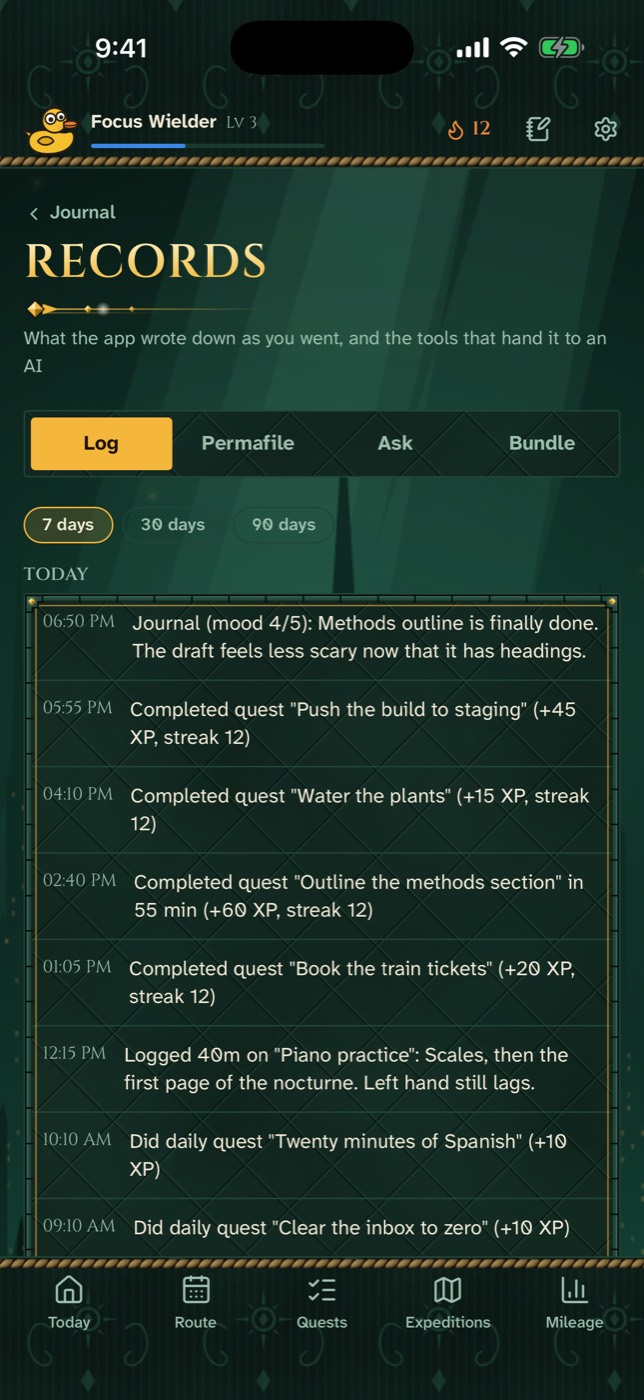 9:41
Focus Wielder Lv 3
12
Journal
RECORDS
What the app wrote down as you went, and the tools that hand it to an
AI
Log Permafile Ask Bundle
7 days 30 days 90 days
TODAY
06:50 PM Journal (mood 4/5): Methods outline is finally done.
The draft feels less scary now that it has headings.
05:55 PM Completed quest "Push the build to staging" (+45
XP, streak 12)
04:10 PM Completed quest "Water the plants" (+15 XP, streak
12)
02:40 PM Completed quest "Outline the methods section" in
55 min (+60 XP, streak 12)
01:05 PM Completed quest "Book the train tickets" (+20 XP,
streak 12)
12:15 PM Logged 40m on "Piano practice": Scales, then the
first page of the nocturne. Left hand still lags.
10:10 AM Did daily quest "Twenty minutes of Spanish" (+10
XP)
09:10 AM Did daily quest "Clear the inbox to zero" (+10 XP)
Today Route Quests Expeditions Mileage